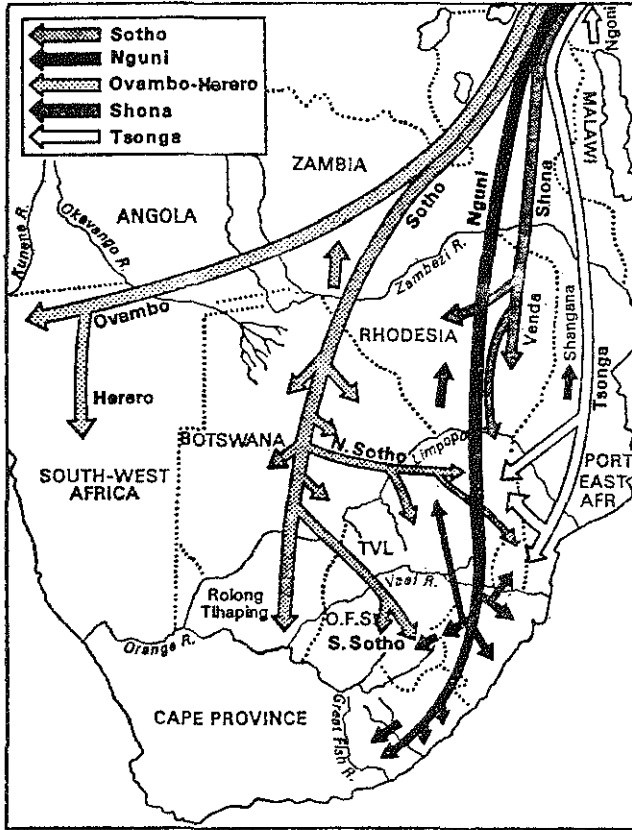 Sotho
Nguni
Ovambo-Herero
Shona
Tsonga
Ngoni
MALAWI
ZAMBIA
ANGOLA
Kunene R.
Okavango R.
Sotho
Nguni
Shona
Zambezi R.
Ovambo
RHODESIA
Venda
Shangana
Tsonga
Herero
BOTSWANA
N. Sotho
Limpopo
SOUTH-WEST
AFRICA
PORT
EAST
AFR
TVL
Vaal R.
Rolong
Tlhaping
O.F.S.
S. Sotho
Orange R.
CAPE PROVINCE
Great Fish R.